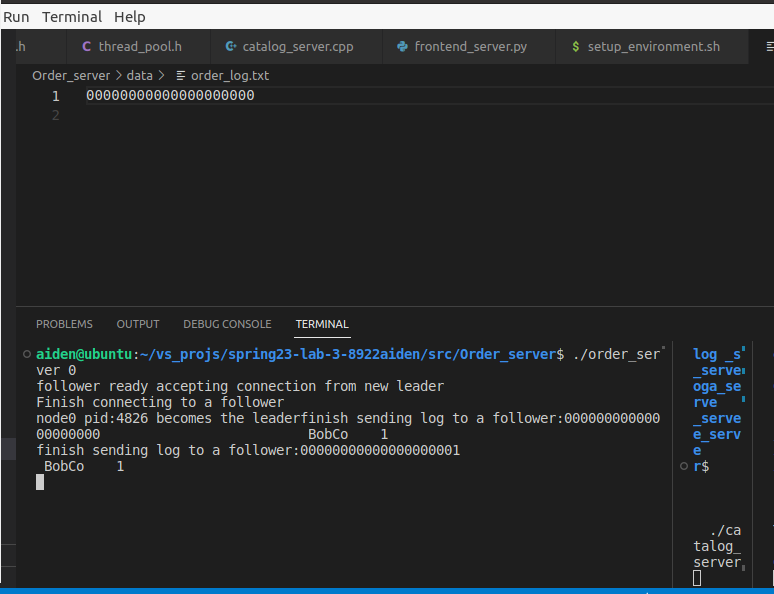 Run Terminal Help
.h thread_pool.h catalog_server.cpp frontend_server.py $ setup_environment.sh
Order_server > data > order_log.txt
1 00000000000000000000
2
PROBLEMS OUTPUT DEBUG CONSOLE TERMINAL
aiden@ubuntu:~/vs_projs/spring23-lab-3-8922aiden/src/Order_server$ ./order_ser
ver 0
follower ready accepting connection from new leader
Finish connecting to a follower
node0 pid:4826 becomes the leaderfinish sending log to a follower:000000000000
00000000 BobCo 1
finish sending log to a follower:00000000000000000001
BobCo 1
log _s
_serve
oga_se
rve
_serve
e_serv
e
r$
./ca
talog_
server